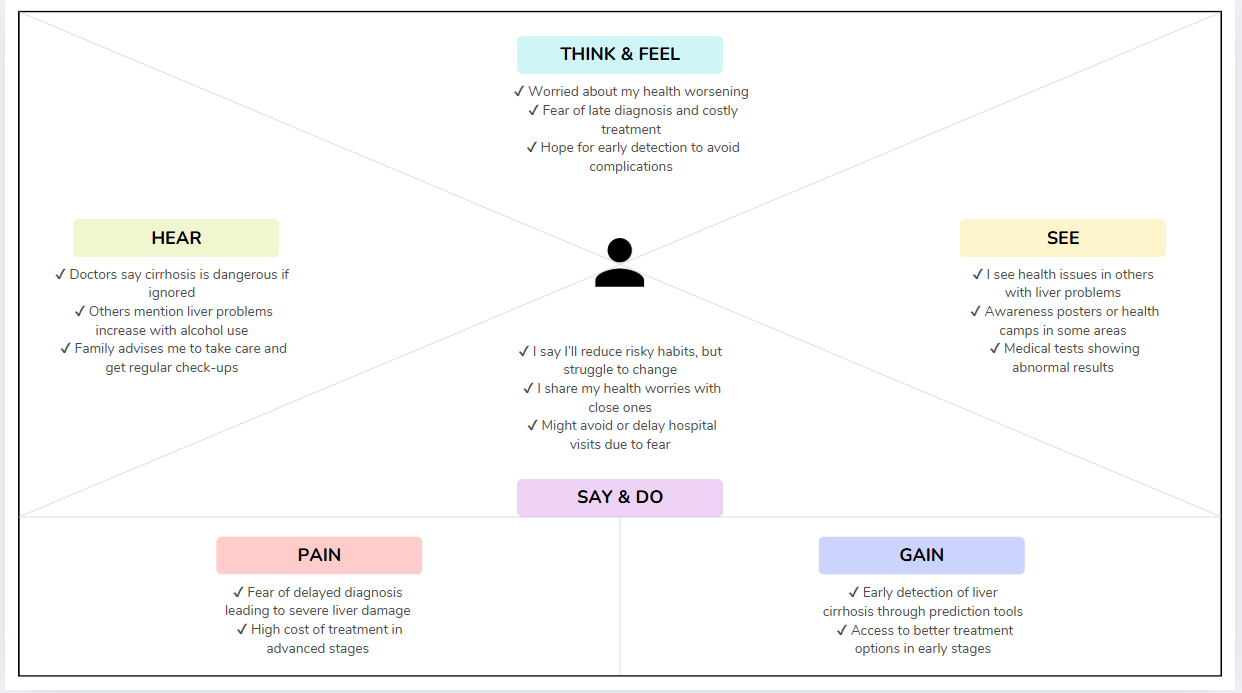 THINK & FEEL
✓ Worried about my health worsening
✓ Fear of late diagnosis and costly
treatment
✓ Hope for early detection to avoid
complications
HEAR
✓ Doctors say cirrhosis is dangerous if
ignored
✓ Others mention liver problems
increase with alcohol use
✓ Family advises me to take care and
get regular check-ups
SEE
✓ I see health issues in others
with liver problems
✓ Awareness posters or health
camps in some areas
✓ Medical tests showing
abnormal results
✓ I say I'll reduce risky habits, but
struggle to change
✓ I share my health worries with
close ones
✓ Might avoid or delay hospital
visits due to fear
SAY & DO
PAIN
✓ Fear of delayed diagnosis
leading to severe liver damage
✓ High cost of treatment in
advanced stages
GAIN
✓ Early detection of liver
cirrhosis through prediction tools
✓ Access to better treatment
options in early stages